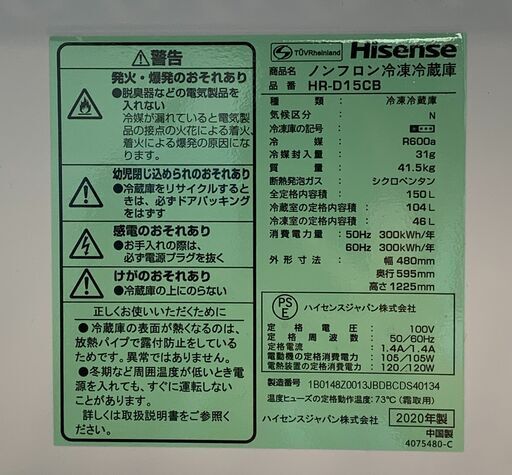 警告
発火・爆発のおそれあり
●脱臭器などの電気製品を
入れない
冷媒が漏れていると電気製
品の接点の火花による着火、
着火による爆発の原因にな
ります。
幼児閉じ込められのおそれあり
●冷蔵庫をリサイクルするとき
は、必ずドアパッキング
をはずす
感電のおそれあり
●お手入れの際は、
必ず電源プラグを抜く
けがのおそれあり
●冷蔵庫の上にのらない
正しくお使いいただくために
●冷蔵庫の表面が熱くなるのは、
放熱パイプで露付防止をしている
ためです。異常ではありません。
●冬期など周囲温度が低いとき電源
を入れても、すぐに運転しない
ことがあります。
詳しくは取扱説明書をご参照
ください。
TÜVRheinland
Hisense
商品名 ノンフロン冷凍冷蔵庫
品番 HR-D15CB
種類: 冷凍冷蔵庫
気候区分: N
冷凍庫の記号:
冷媒: R600a
冷媒封入量: 31g
質量: 41.5kg
断熱発泡ガス: シクロペンタン
全定格内容積: 150L
冷蔵室の定格内容積: 104L
冷凍室の定格内容積: 46L
消費電力量: 50Hz 300kWh/年
60Hz 300kWh/年
外形寸法: 幅 480mm
奥行 595mm
高さ 1225mm
PSE ハイセンスジャパン株式会社
定格電圧: 100V
定格周波数: 50/60Hz
定格電流: 1.4A/1.4A
電動機の定格消費電力: 105/105W
電熱装置の定格消費電力: 120/120W
製造番号 1B0148Z0013JBDBCDS40134
温度ヒューズの定格動作温度:73℃(霜取用)
ハイセンスジャパン株式会社
2020年製
中国製
4075480-C